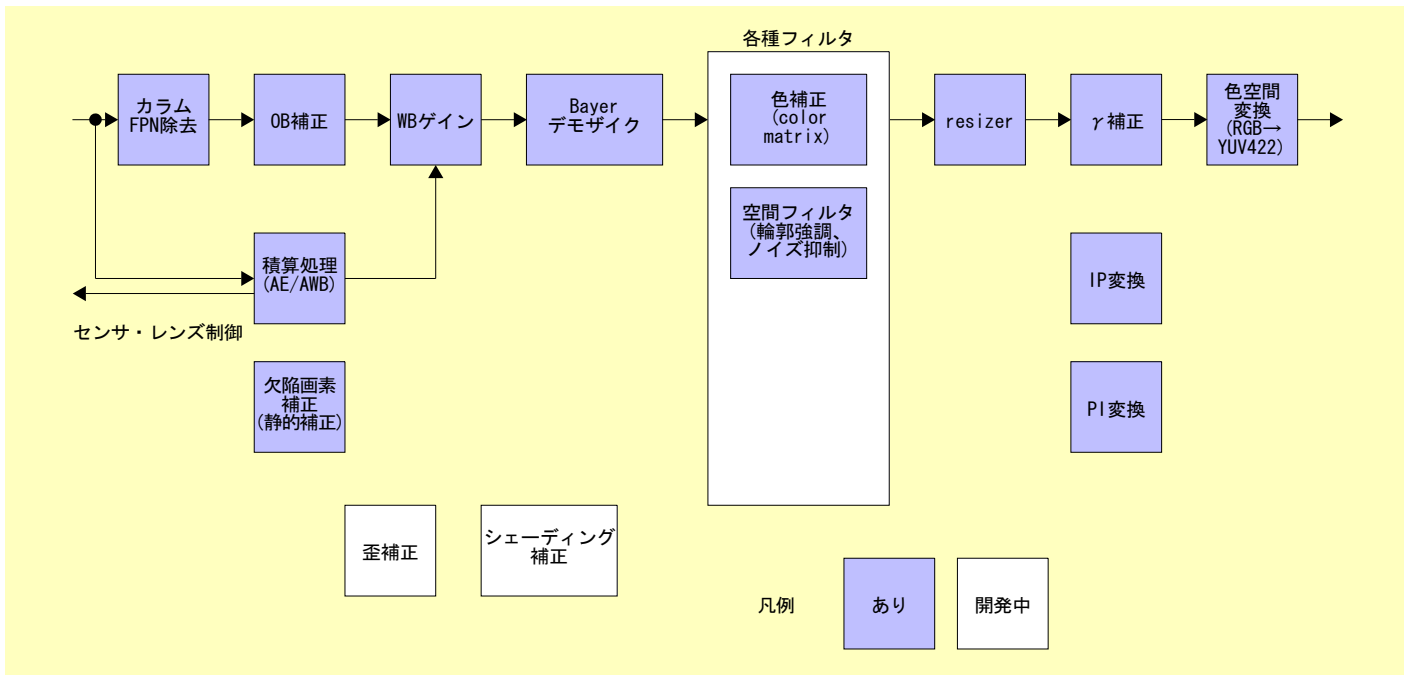 各種フィルタ
カラム
FPN除去
OB補正
WBゲイン
Bayer
デモザイク
色補正
(color
matrix)
resizer
γ補正
色空間
変換
(RGB→
YUV422)
空間フィルタ
(輪郭強調、
ノイズ抑制)
積算処理
(AE/AWB)
IP変換
センサ・レンズ制御
欠陥画素
補正
(静的補正)
PI変換
歪補正
シェーディング
補正
凡例
あり
開発中